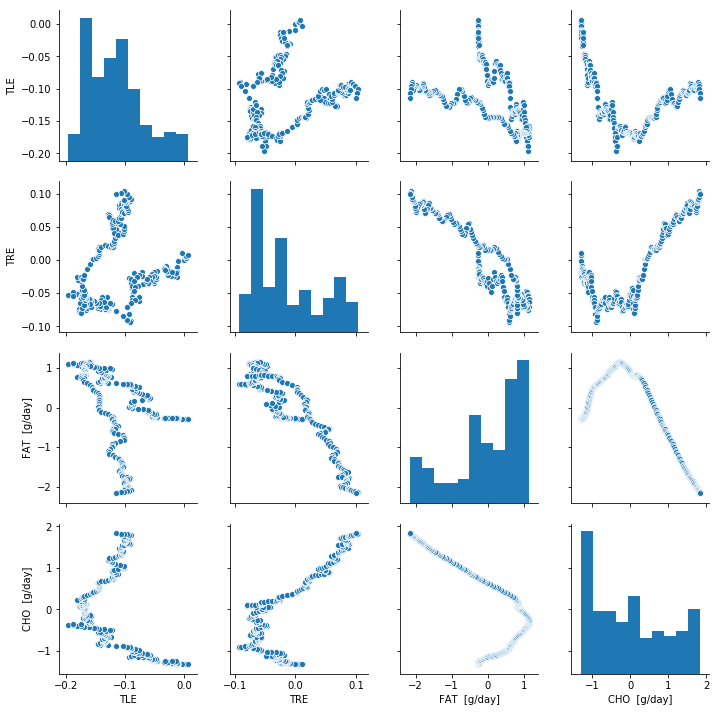 TLE
0.00
−0.05
−0.10
−0.15
−0.20
TRE
0.10
0.05
0.00
−0.05
−0.10
FAT  [g/day]
1
0
−1
−2
CHO  [g/day]
2
1
0
−1
−0.2 −0.1 0.0
−0.1 0.0 0.1
−2 −1 0 1
−1 0 1 2
TLE
TRE
FAT  [g/day]
CHO  [g/day]